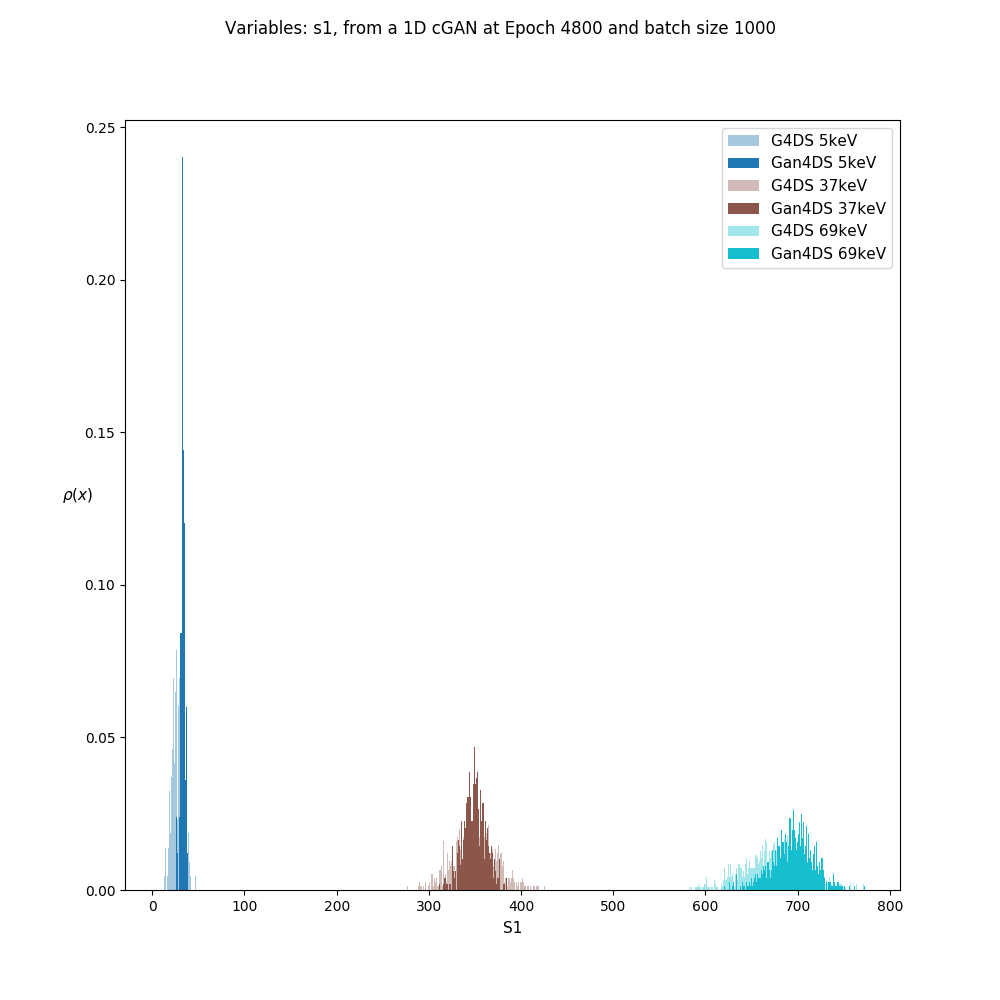 Variables: s1, from a 1D cGAN at Epoch 4800 and batch size 1000
G4DS 5keV
Gan4DS 5keV
G4DS 37keV
Gan4DS 37keV
G4DS 69keV
Gan4DS 69keV
0.25
0.20
0.15
ρ(x)
0.10
0.05
0.00
0 100 200 300 400 500 600 700 800
S1